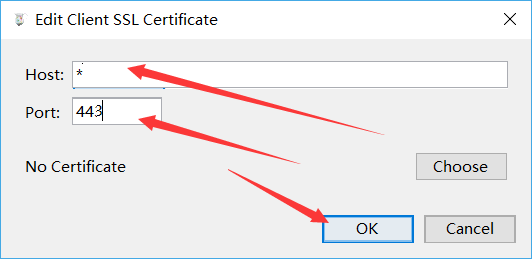 Edit Client SSL Certificate
Host: *
Port: 443
No Certificate Choose
OK Cancel